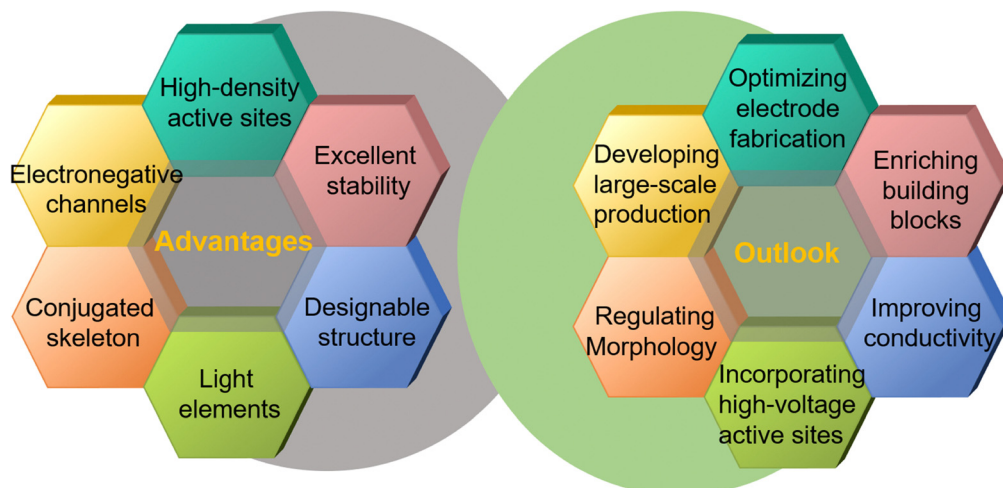 High-density
active sites
Electronegative
channels
Excellent
stability
Advantages
Conjugated
skeleton
Designable
structure
Light
elements
Optimizing
electrode
fabrication
Developing
large-scale
production
Enriching
building
blocks
Outlook
Regulating
Morphology
Improving
conductivity
Incorporating
high-voltage
active sites